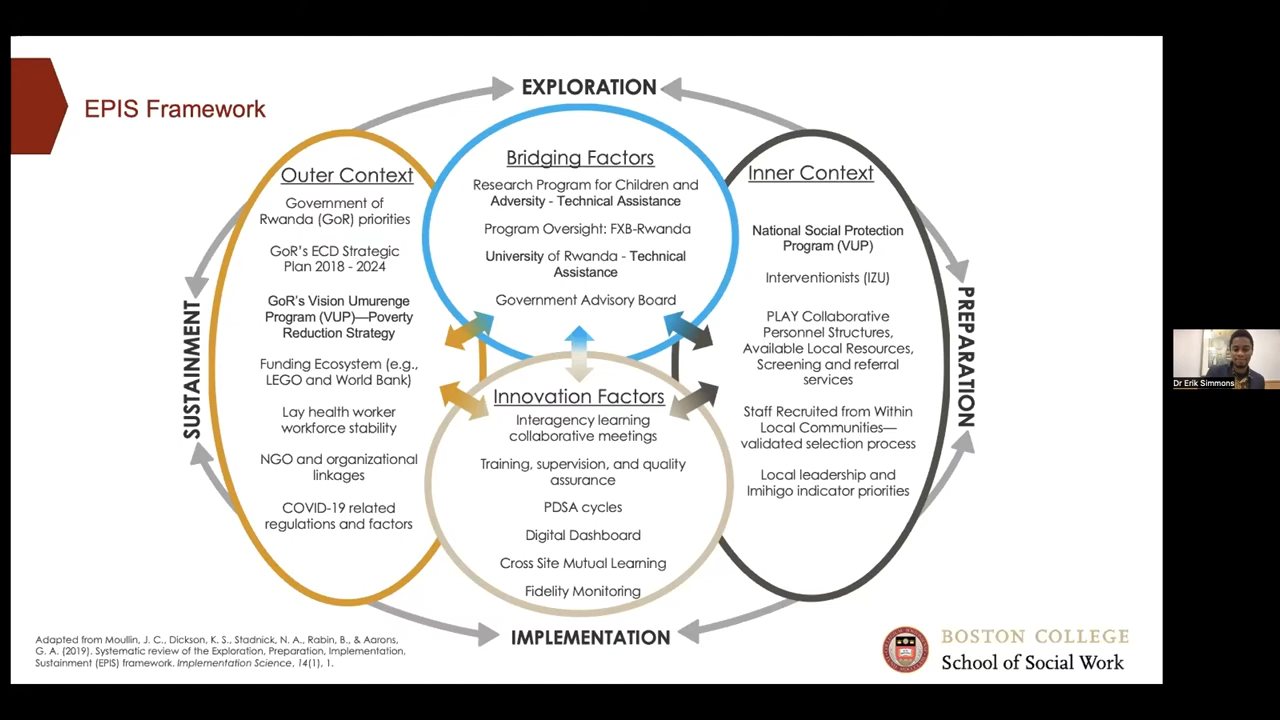 EPIS Framework
EXPLORATION
Outer Context
Government of
Rwanda (GoR) priorities
GoR's ECD Strategic
Plan 2018 - 2024
GoR's Vision Umurenge
Program (VUP)—Poverty
Reduction Strategy
Funding Ecosystem (e.g.,
LEGO and World Bank)
Lay health worker
workforce stability
NGO and organizational
linkages
COVID-19 related
regulations and factors
Bridging Factors
Research Program for Children and
Adversity - Technical Assistance
Program Oversight: FXB-Rwanda
University of Rwanda - Technical
Assistance
Government Advisory Board
Innovation Factors
Interagency learning
collaborative meetings
Training, supervision, and quality
assurance
PDSA cycles
Digital Dashboard
Cross Site Mutual Learning
Fidelity Monitoring
Inner Context
National Social Protection
Program (VUP)
Interventionists (IZU)
PLAY Collaborative
Personnel Structures,
Available Local Resources,
Screening and referral
services
Staff Recruited from Within
Local Communities—
validated selection process
Local leadership and
Imihigo indicator priorities
SUSTAINMENT
PREPARATION
IMPLEMENTATION
Adapted from Moullin, J. C., Dickson, K. S., Stadnick, N. A., Rabin, B., & Aarons,
G. A. (2019). Systematic review of the Exploration, Preparation, Implementation,
Sustainment (EPIS) framework. Implementation Science, 14(1), 1.
BOSTON COLLEGE
School of Social Work
Dr Erik Simmons